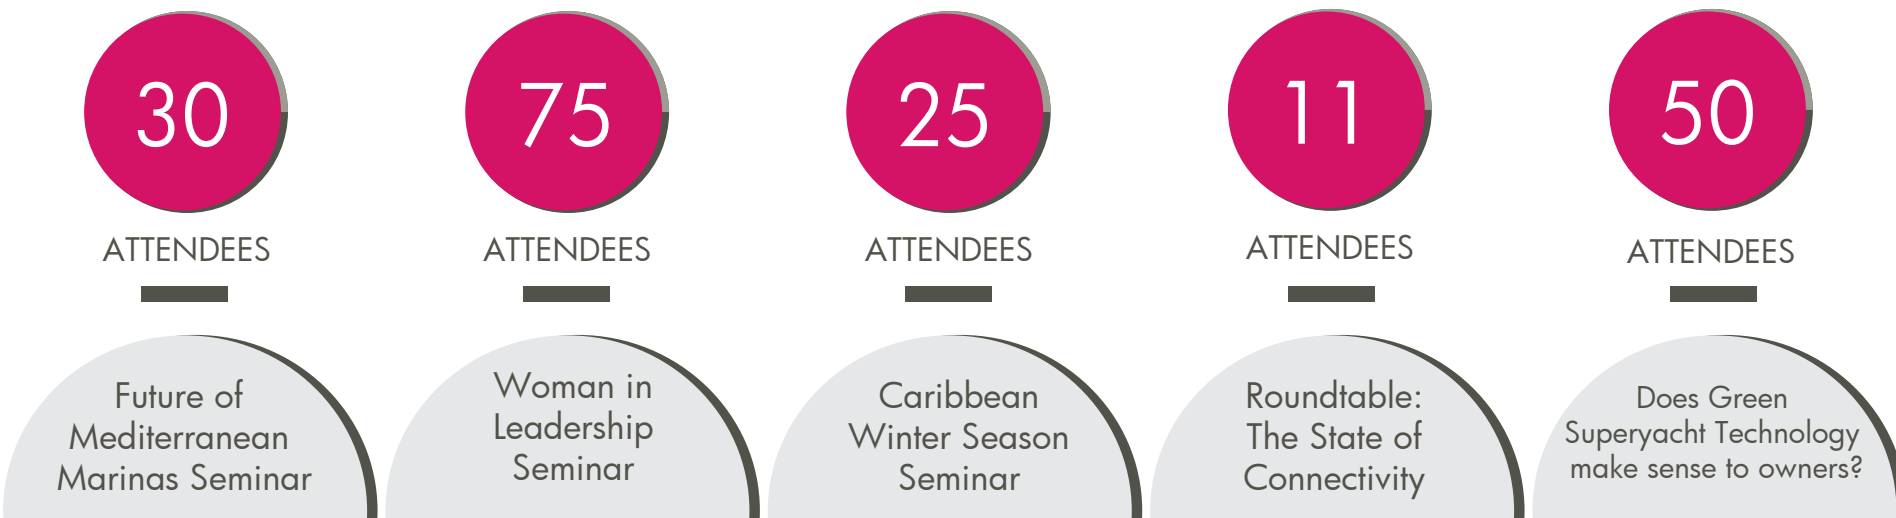 30
ATTENDEES
Future of
Mediterranean
Marinas Seminar
75
ATTENDEES
Woman in
Leadership
Seminar
25
ATTENDEES
Caribbean
Winter Season
Seminar
11
ATTENDEES
Roundtable:
The State of
Connectivity
50
ATTENDEES
Does Green
Superyacht Technology
make sense to owners?